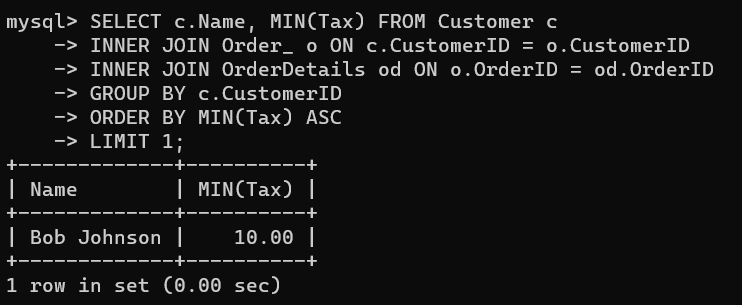 mysql> SELECT c.Name, MIN(Tax) FROM Customer c
    -> INNER JOIN Order_ o ON c.CustomerID = o.CustomerID
    -> INNER JOIN OrderDetails od ON o.OrderID = od.OrderID
    -> GROUP BY c.CustomerID
    -> ORDER BY MIN(Tax) ASC
    -> LIMIT 1;
+-------------+----------+
| Name        | MIN(Tax) |
+-------------+----------+
| Bob Johnson |    10.00 |
+-------------+----------+
1 row in set (0.00 sec)